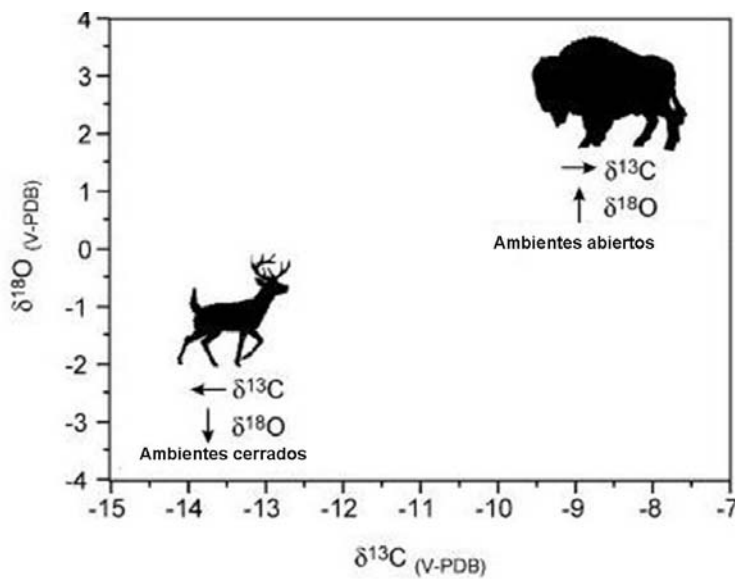 4
3
2
1
0
-1
-2
-3
-4
δ18O (V-PDB)
→ δ13C
↑ δ18O
Ambientes abiertos
← δ13C
↓ δ18O
Ambientes cerrados
-15 -14 -13 -12 -11 -10 -9 -8 -7
δ13C (V-PDB)